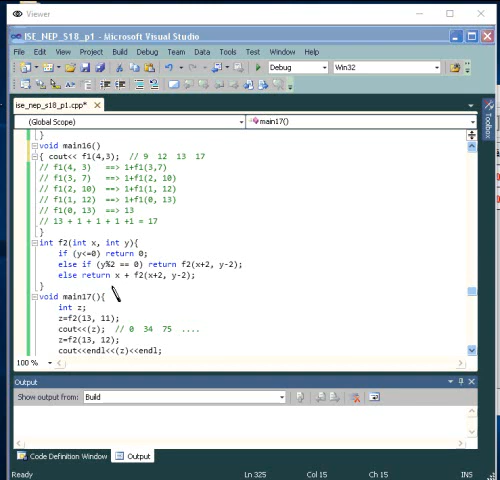 Viewer
ISE_NEP_S18_p1 - Microsoft Visual Studio
File Edit View Project Build Debug Team Data Tools Test Window Help
Debug Win32
ise_nep_s18_p1.cpp* X
(Global Scope) main17()
}
void main16()
{ cout<< f1(4,3); // 9 12 13 17
// f1(4, 3) ==> 1+f1(3,7)
// f1(3, 7) ==> 1+f1(2, 10)
// f1(2, 10) ==> 1+f1(1, 12)
// f1(1, 12) ==> 1+f1(0, 13)
// f1(0, 13) ==> 13
// 13 + 1 + 1 + 1 +1 = 17
}
int f2(int x, int y){
if (y<=0) return 0;
else if (y%2 == 0) return f2(x+2, y-2);
else return x + f2(x+2, y-2);
}
void main17(){
int z;
z=f2(13, 11);
cout<<(z); // 0 34 75 ....
z=f2(13, 12);
cout<<endl<<(z)<<endl;
100 %
Toolbox
Output
Show output from: Build
Code Definition Window Output
Ready Ln 325 Col 15 Ch 15 INS